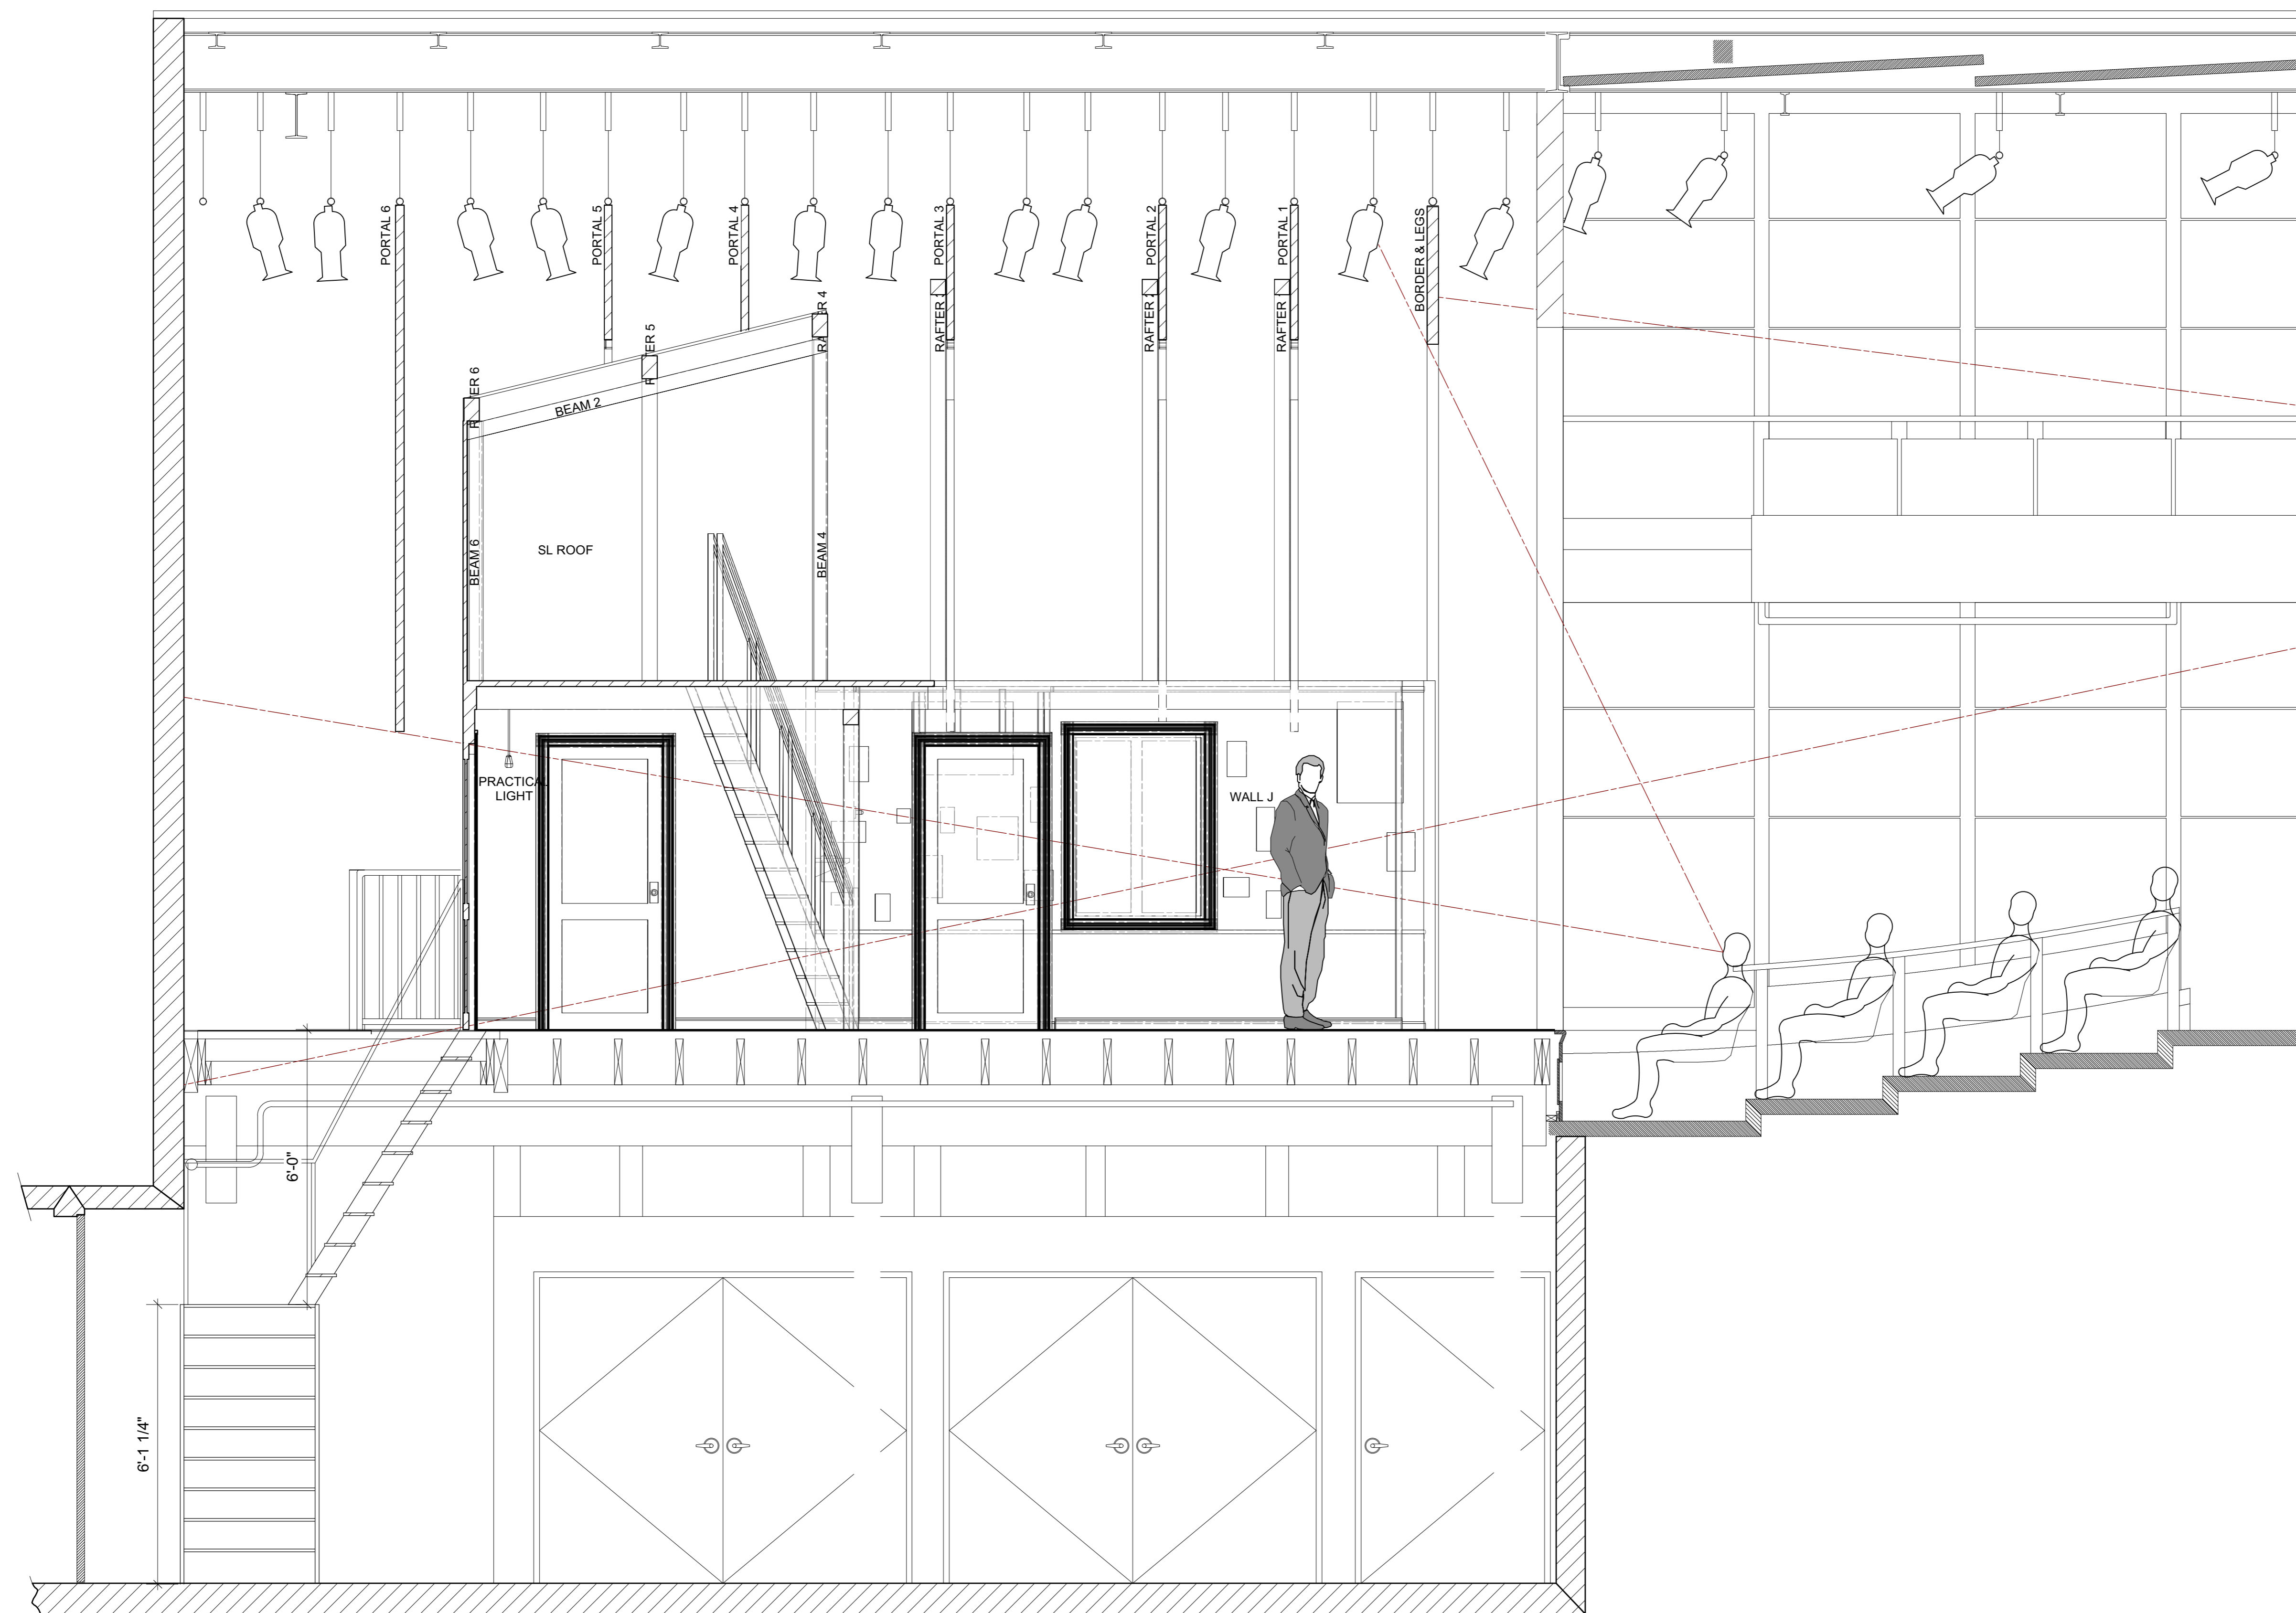 PORTAL 6
PORTAL 5
PORTAL 4
PORTAL 3
PORTAL 2
PORTAL 1
BORDER & LEGS
RAFTER
RAFTER
RAFTER
ER 4
ER 5
ER 6
BEAM 2
BEAM 6
SL ROOF
BEAM 4
PRACTICAL
LIGHT
WALL J
6'-0"
6'-1 1/4"